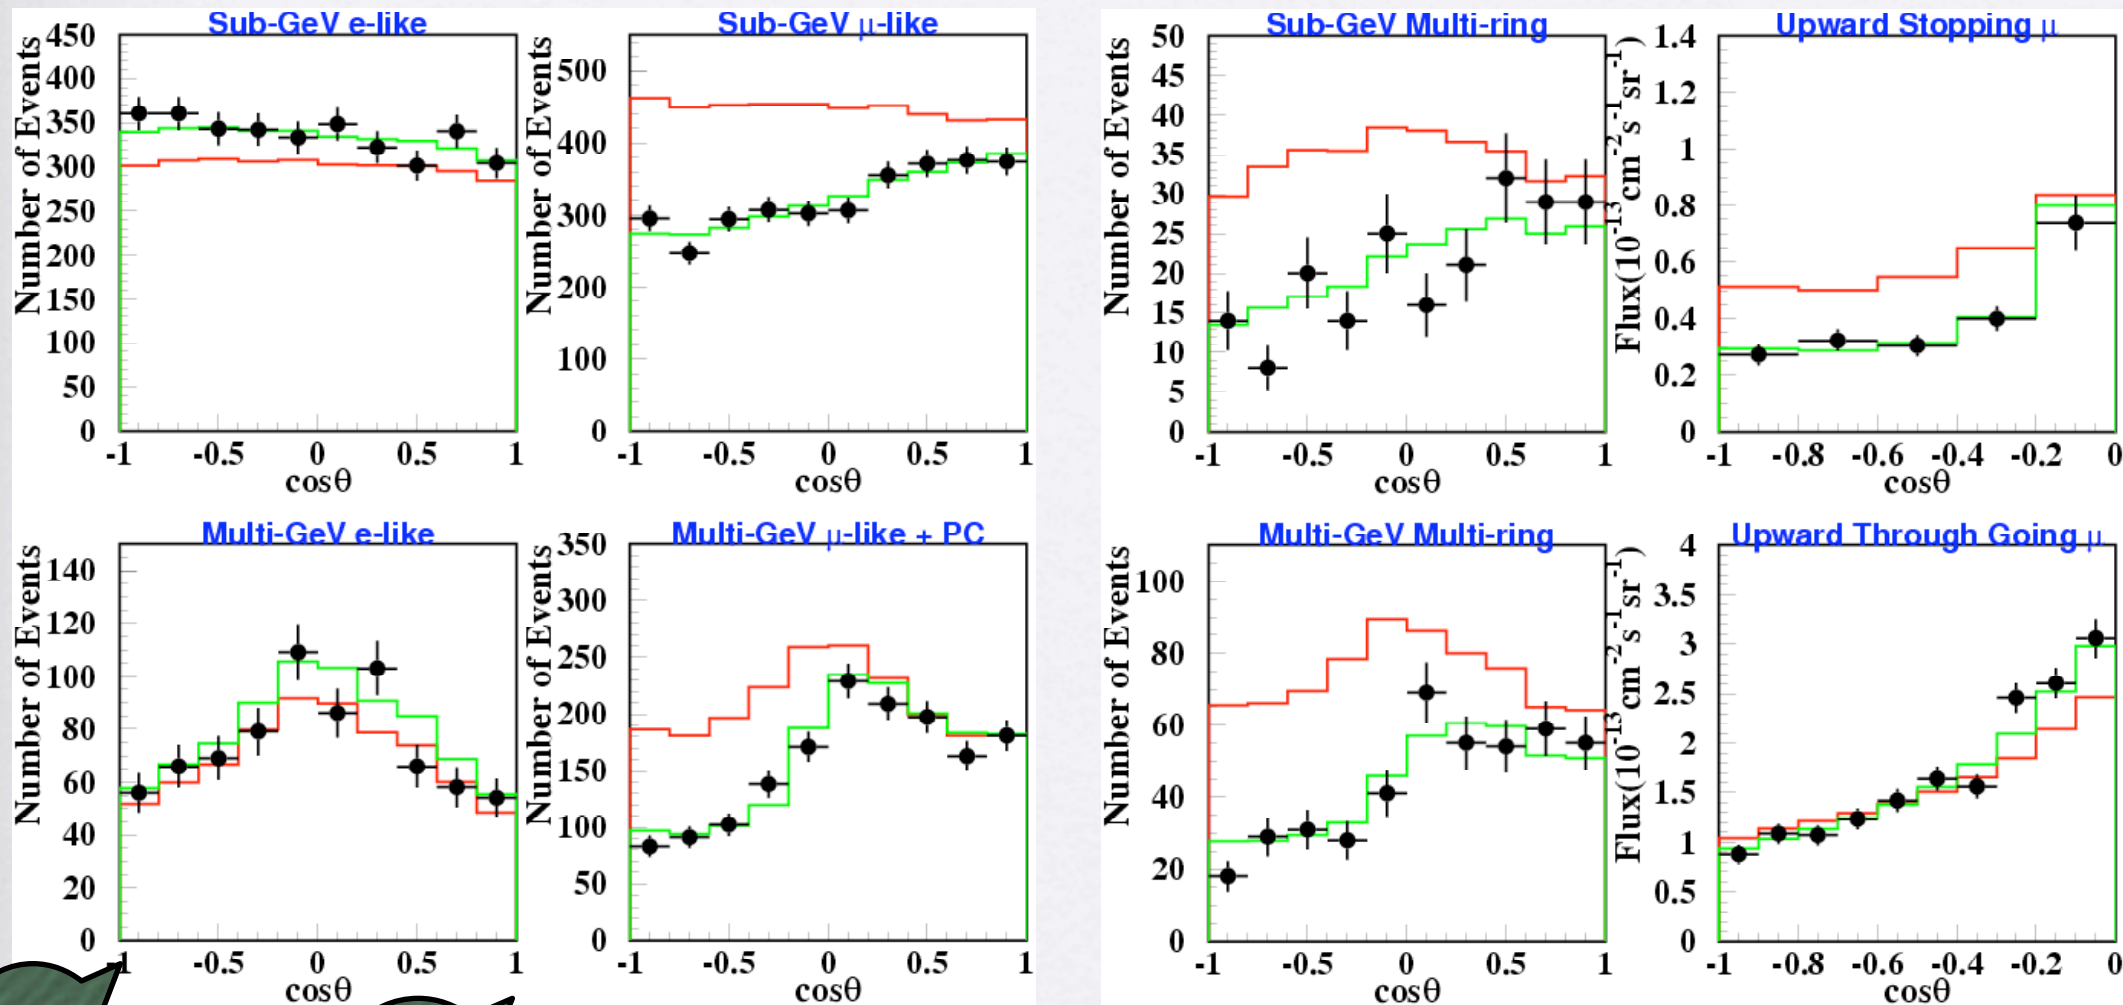 Sub-GeV e-like
Number of Events
450
400
350
300
250
200
150
100
50
0
-1 -0.5 0 0.5 1
cosθ
Sub-GeV μ-like
Number of Events
500
400
300
200
100
0
-1 -0.5 0 0.5 1
cosθ
Sub-GeV Multi-ring
Number of Events
50
45
40
35
30
25
20
15
10
5
0
-1 -0.5 0 0.5 1
cosθ
Upward Stopping μ
Flux(10⁻¹³cm⁻²s⁻¹sr⁻¹)
1.4
1.2
1
0.8
0.6
0.4
0.2
0
-1 -0.8 -0.6 -0.4 -0.2 0
cosθ
Multi-GeV e-like
Number of Events
140
120
100
80
60
40
20
0
-1 -0.5 0 0.5 1
cosθ
Multi-GeV μ-like + PC
Number of Events
350
300
250
200
150
100
50
0
-1 -0.5 0 0.5 1
cosθ
Multi-GeV Multi-ring
Number of Events
100
80
60
40
20
0
-1 -0.5 0 0.5 1
cosθ
Upward Through Going μ
Flux(10⁻¹³cm⁻²s⁻¹sr⁻¹)
4
3.5
3
2.5
2
1.5
1
0.5
0
-1 -0.8 -0.6 -0.4 -0.2 0
cosθ